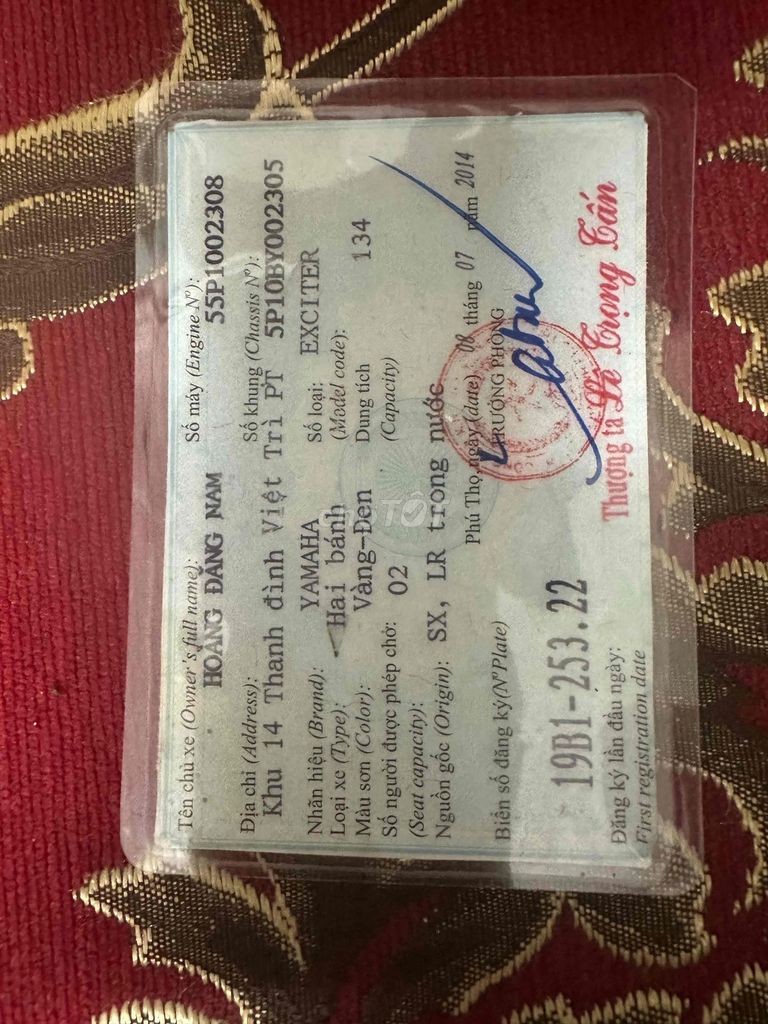 Tên chủ xe (Owner's full name): Số máy (Engine Nº):
HOÀNG ĐĂNG NAM 55P1002308
Địa chỉ (Address): Số khung (Chassis Nº):
Khu 14 Thanh đình Việt Trì PT 5P10BY002305
Nhãn hiệu (Brand): YAMAHA Số loại: EXCITER
Loại xe (Type): Hai bánh (Model code):
Màu sơn (Color): Vàng-Đen Dung tích 134
Số người được phép chở: 02 (Capacity)
(Seat capacity):
Nguồn gốc (Origin): SX, LR trong nước
Phú Thọ, ngày (date) 08 tháng 07 năm 2014
Biển số đăng ký(Nº Plate) TRƯỞNG PHÒNG
19B1-253.22
Đăng ký lần đầu ngày: Thượng tá Lê Trọng Tấn
First registration date